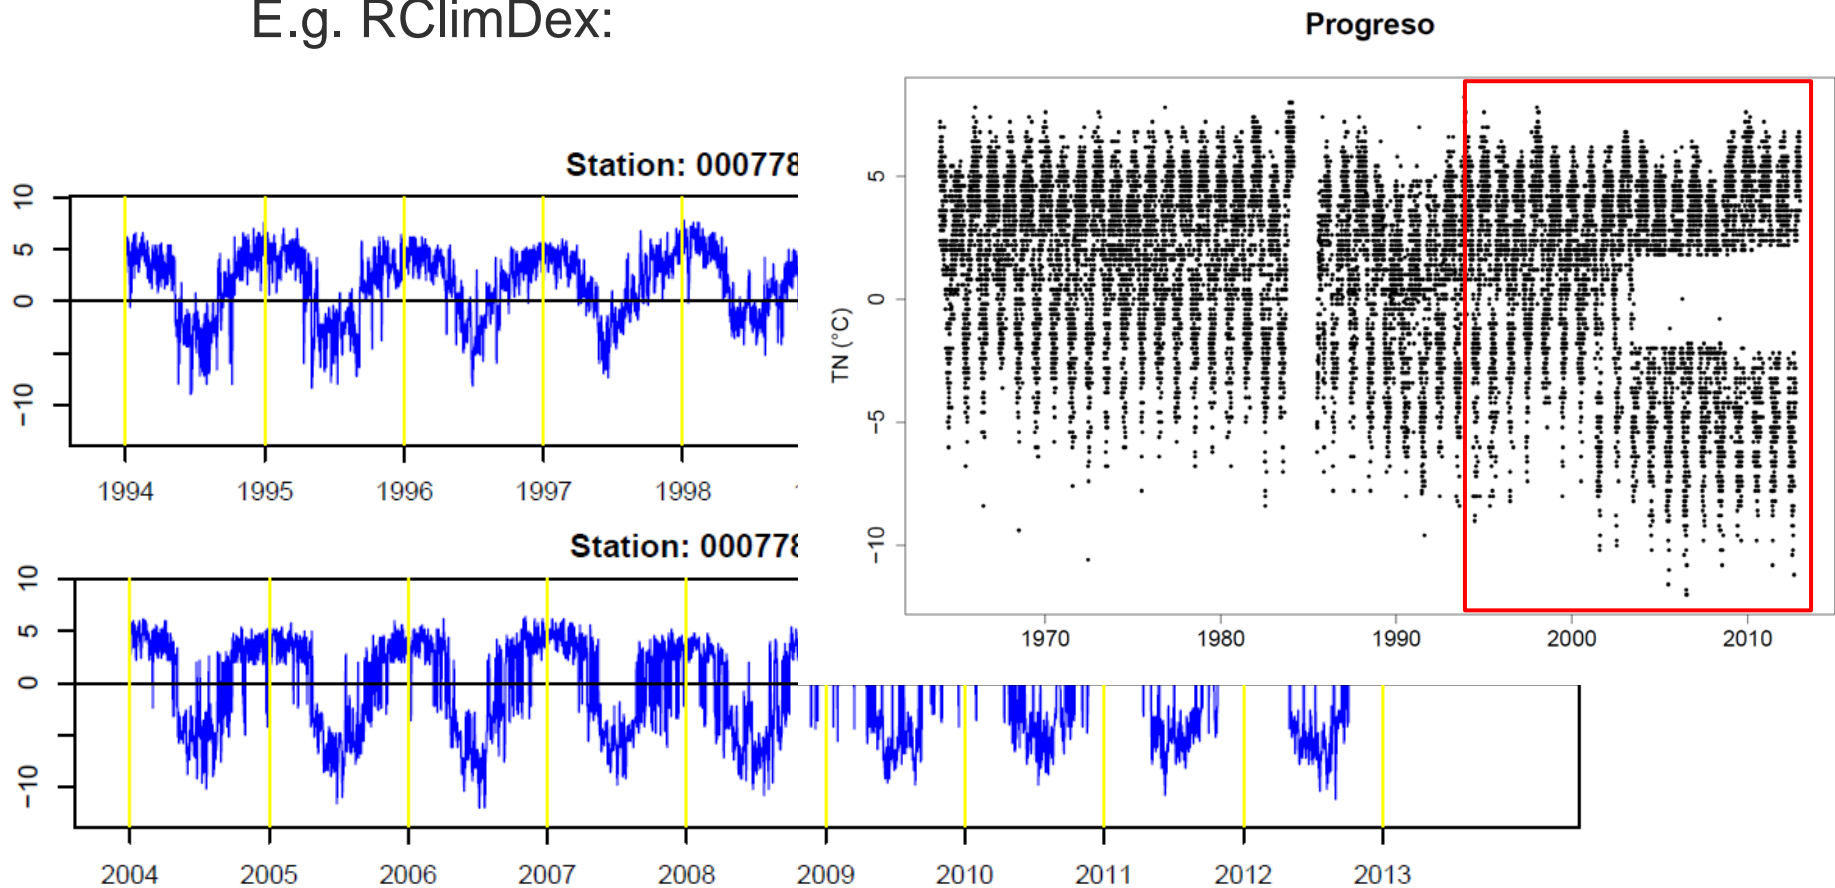 E.g. RClimDex:
Progreso
Station: 000778
10
5
0
−10
1994 1995 1996 1997 1998
Station: 000778
10
5
0
−10
2004 2005 2006 2007 2008 2009 2010 2011 2012 2013
TN (°C)
5
0
−5
−10
1970 1980 1990 2000 2010